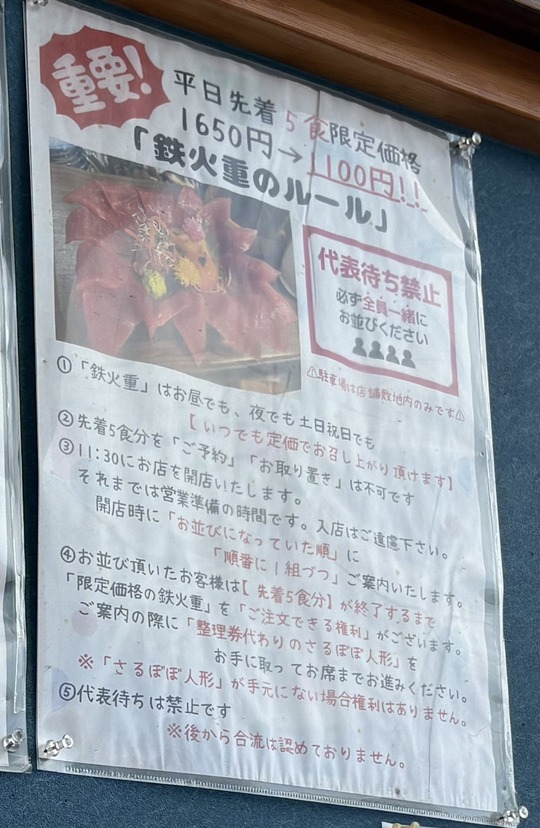 重要!
平日先着5食限定価格
1650円→1100円!!
「鉄火重のルール」
代表待ち禁止
必ず全員一緒に
お並びください
⚠駐車場は店舗敷地内のみです⚠
①「鉄火重」はお昼でも、夜でも土日祝日でも
【いつでも定価でお召し上がり頂けます】
②先着5食分を「ご予約」「お取り置き」は不可です
③11:30にお店を開店いたします。
それまでは営業準備の時間です。入店はご遠慮下さい。
開店時に「お並びになっていた順」に
「順番に1組づつ」ご案内いたします。
④お並び頂いたお客様は【先着5食分】が終了するまで
「限定価格の鉄火重」を「ご注文できる権利」がございます。
ご案内の際に「整理券代わりのさるぼぼ人形」を
お手に取ってお席までお進みください。
※「さるぼぼ人形」が手元にない場合権利はありません。
⑤代表待ちは禁止です
※後から合流は認めておりません。